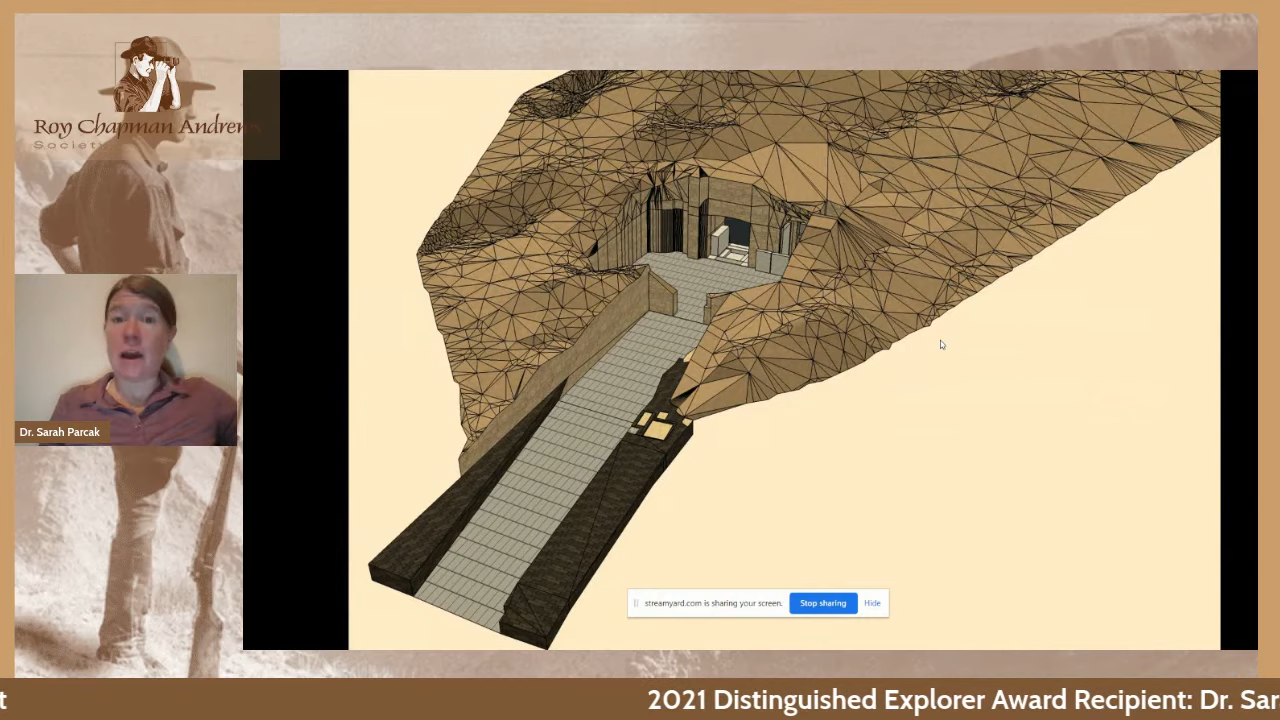 Roy Chapman Andrews
Society
Dr. Sarah Parcak
streamyard.com is sharing your screen.
Stop sharing
Hide
t
2021 Distinguished Explorer Award Recipient: Dr. Sar